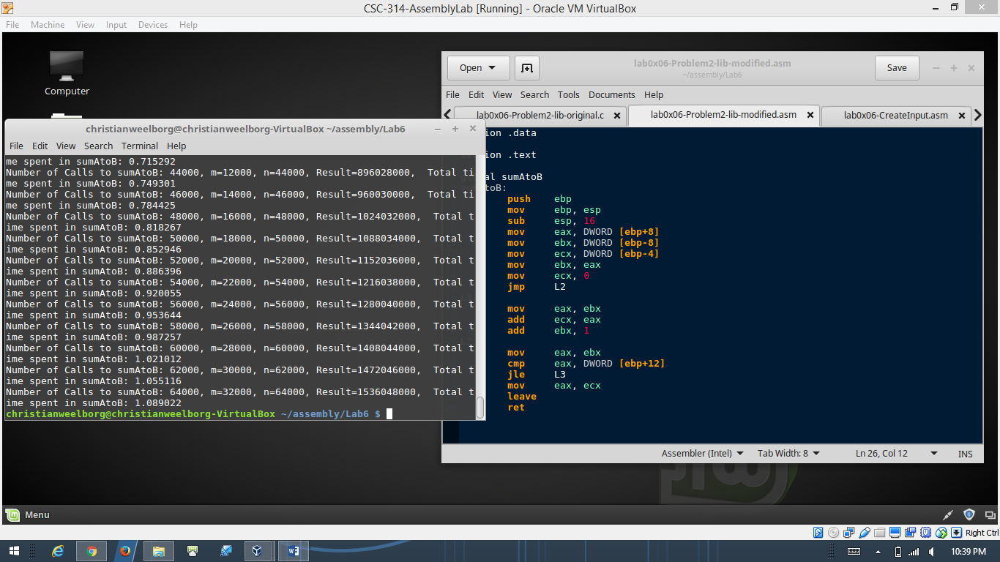 CSC-314-AssemblyLab [Running] - Oracle VM VirtualBox
File Machine View Input Devices Help
Computer
Open
lab0x06-Problem2-lib-modified.asm
~/assembly/Lab6
Save
File Edit View Search Tools Documents Help
lab0x06-Problem2-lib-original.c
lab0x06-Problem2-lib-modified.asm
lab0x06-CreateInput.asm
christianweelborg@christianweelborg-VirtualBox ~/assembly/Lab6
File Edit View Search Terminal Help
me spent in sumAtoB: 0.715292
Number of Calls to sumAtoB: 44000, m=12000, n=44000, Result=896028000,  Total ti
me spent in sumAtoB: 0.749301
Number of Calls to sumAtoB: 46000, m=14000, n=46000, Result=960030000,  Total ti
me spent in sumAtoB: 0.784425
Number of Calls to sumAtoB: 48000, m=16000, n=48000, Result=1024032000,  Total t
ime spent in sumAtoB: 0.818267
Number of Calls to sumAtoB: 50000, m=18000, n=50000, Result=1088034000,  Total t
ime spent in sumAtoB: 0.852946
Number of Calls to sumAtoB: 52000, m=20000, n=52000, Result=1152036000,  Total t
ime spent in sumAtoB: 0.886396
Number of Calls to sumAtoB: 54000, m=22000, n=54000, Result=1216038000,  Total t
ime spent in sumAtoB: 0.920055
Number of Calls to sumAtoB: 56000, m=24000, n=56000, Result=1280040000,  Total t
ime spent in sumAtoB: 0.953644
Number of Calls to sumAtoB: 58000, m=26000, n=58000, Result=1344042000,  Total t
ime spent in sumAtoB: 0.987257
Number of Calls to sumAtoB: 60000, m=28000, n=60000, Result=1408044000,  Total t
ime spent in sumAtoB: 1.021012
Number of Calls to sumAtoB: 62000, m=30000, n=62000, Result=1472046000,  Total t
ime spent in sumAtoB: 1.055116
Number of Calls to sumAtoB: 64000, m=32000, n=64000, Result=1536048000,  Total t
ime spent in sumAtoB: 1.089022
christianweelborg@christianweelborg-VirtualBox ~/assembly/Lab6 $
ion .data
ion .text
al sumAtoB
toB:
push ebp
mov ebp, esp
sub esp, 16
mov eax, DWORD [ebp+8]
mov ebx, DWORD [ebp-8]
mov ecx, DWORD [ebp-4]
mov ebx, eax
mov ecx, 0
jmp L2
mov eax, ebx
add ecx, eax
add ebx, 1
mov eax, ebx
cmp eax, DWORD [ebp+12]
jle L3
mov eax, ecx
leave
ret
Assembler (Intel) Tab Width: 8 Ln 26, Col 12 INS
Menu
Right Ctrl
10:39 PM